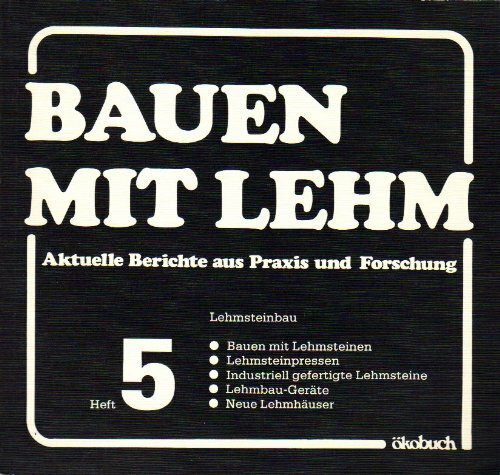 BAUEN
MIT LEHM
Aktuelle Berichte aus Praxis und Forschung
Lehmsteinbau
● Bauen mit Lehmsteinen
● Lehmsteinpressen
● Industriell gefertigte Lehmsteine
● Lehmbau-Geräte
● Neue Lehmhäuser
Heft 5
ökobuch